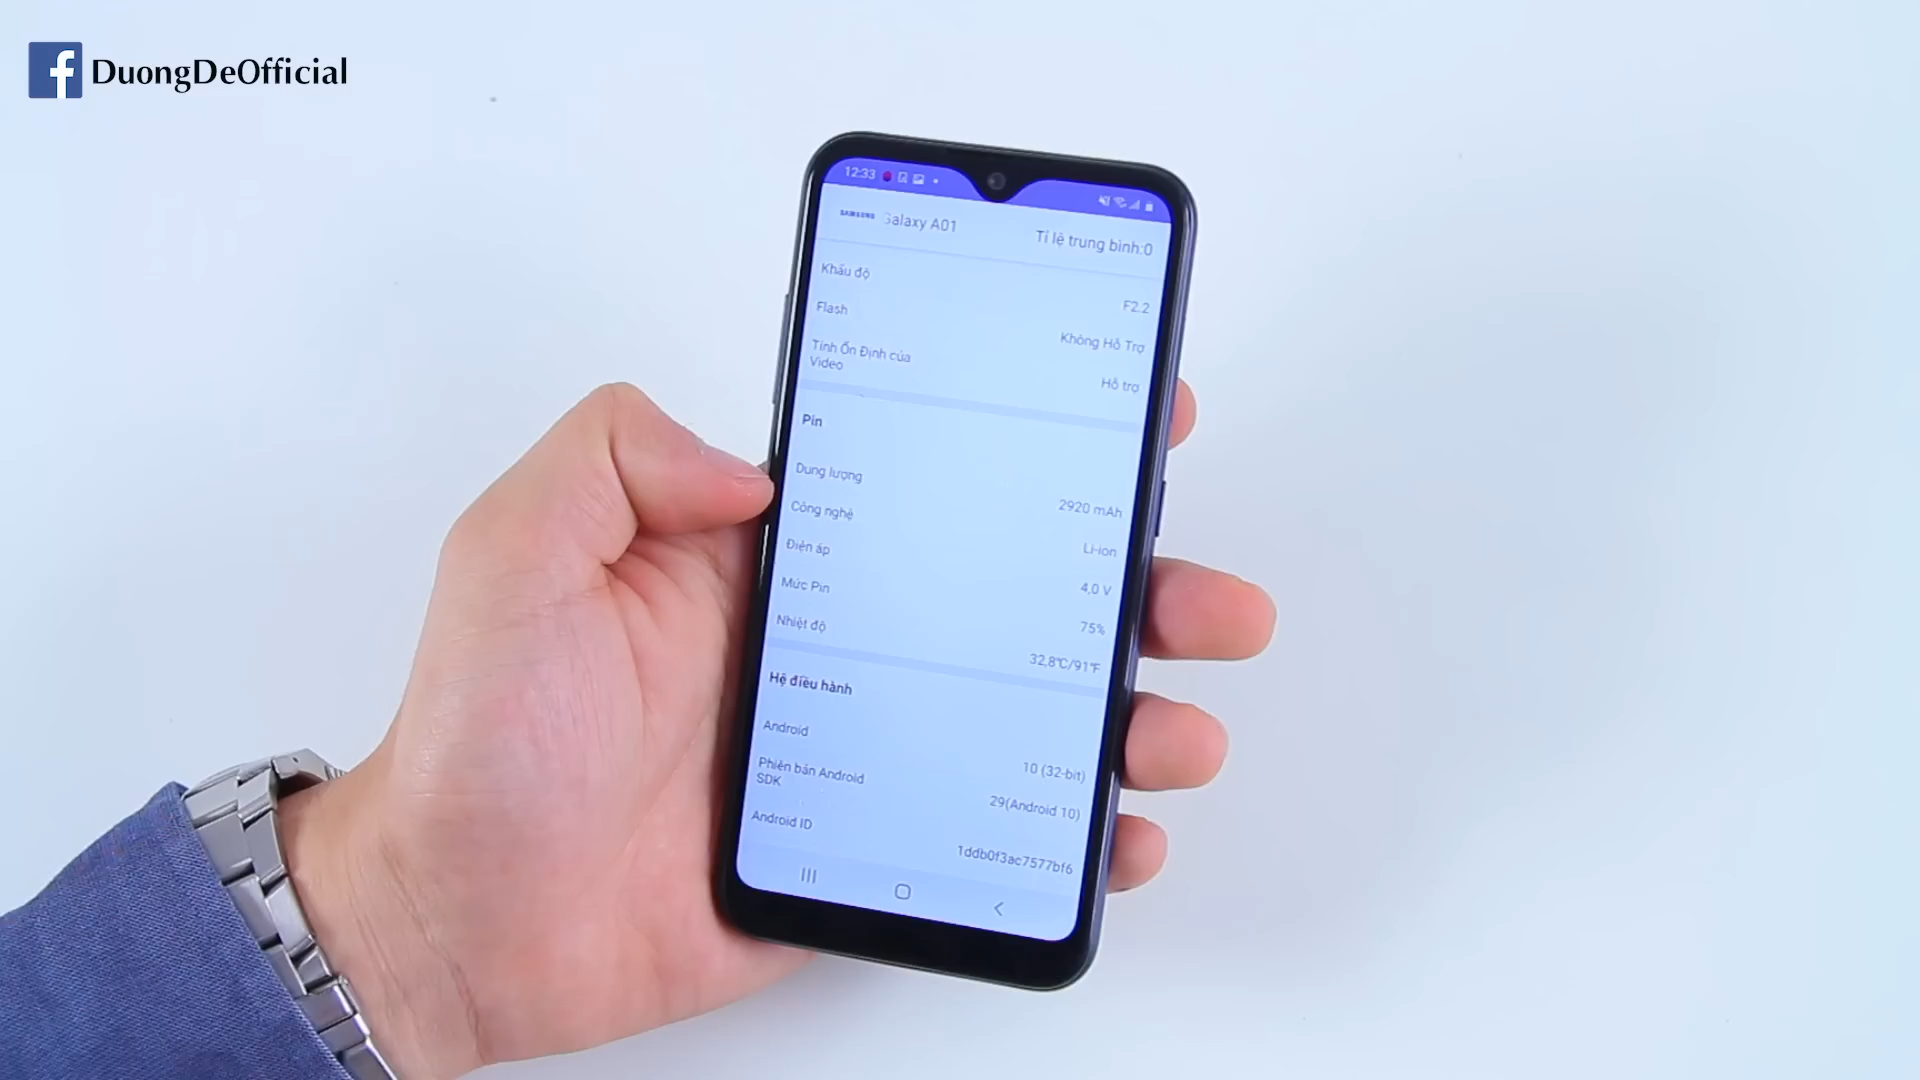 DuongDeOfficial
12:33
SAMSUNG Galaxy A01 Tỉ lệ trung bình:0
Khẩu độ F2.2
Flash Không Hỗ Trợ
Tính Ổn Định của
Video Hỗ trợ
Pin
Dung lượng 2920 mAh
Công nghệ Li-ion
Điện áp 4,0 V
Mức Pin 75%
Nhiệt độ 32,8℃/91℉
Hệ điều hành
Android 10 (32-bit)
Phiên bản Android
SDK 29(Android 10)
Android ID 1ddb0f3ac7577bf6